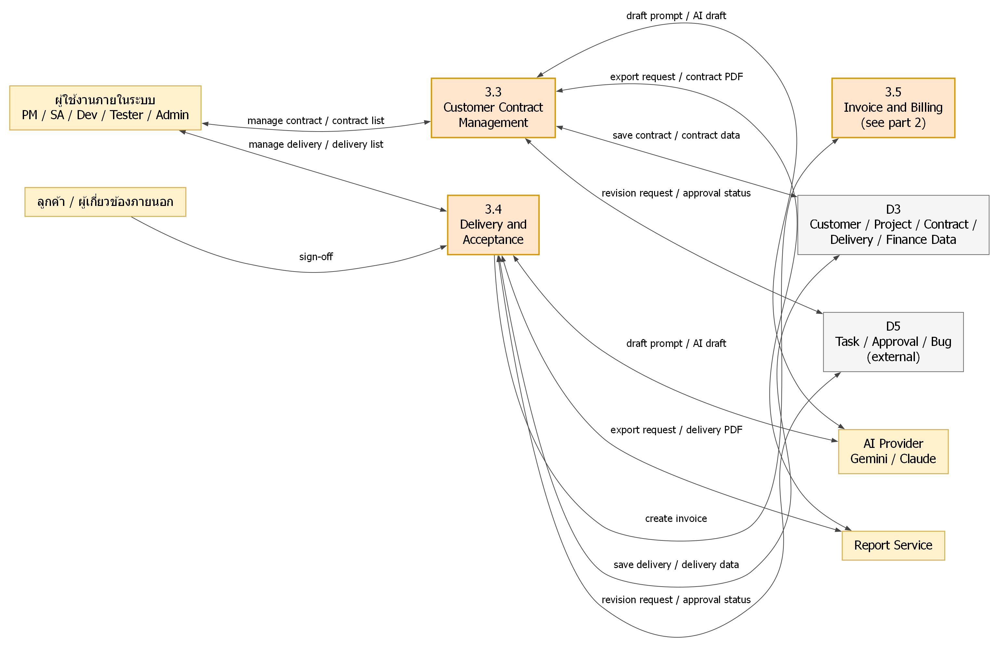 draft prompt / AI draft
export request / contract PDF
3.3
Customer Contract
Management
3.5
Invoice and Billing
(see part 2)
ผู้ใช้งานภายในระบบ
PM / SA / Dev / Tester / Admin
manage contract / contract list
manage delivery / delivery list
save contract / contract data
revision request / approval status
ลูกค้า / ผู้เกี่ยวข้องภายนอก
sign-off
3.4
Delivery and
Acceptance
D3
Customer / Project / Contract /
Delivery / Finance Data
D5
Task / Approval / Bug
(external)
draft prompt / AI draft
export request / delivery PDF
AI Provider
Gemini / Claude
create invoice
Report Service
save delivery / delivery data
revision request / approval status